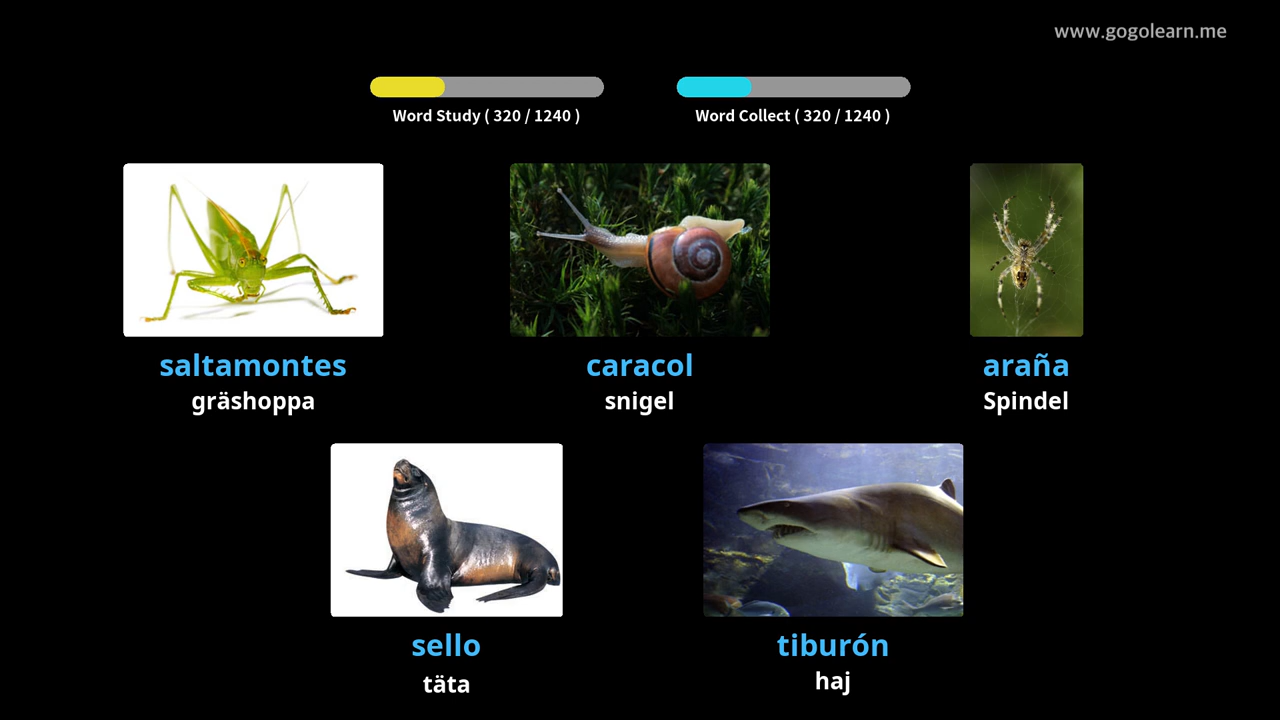 www.gogolearn.me
Word Study ( 320 / 1240 )
Word Collect ( 320 / 1240 )
saltamontes
gräshoppa
caracol
snigel
araña
Spindel
sello
täta
tiburón
haj